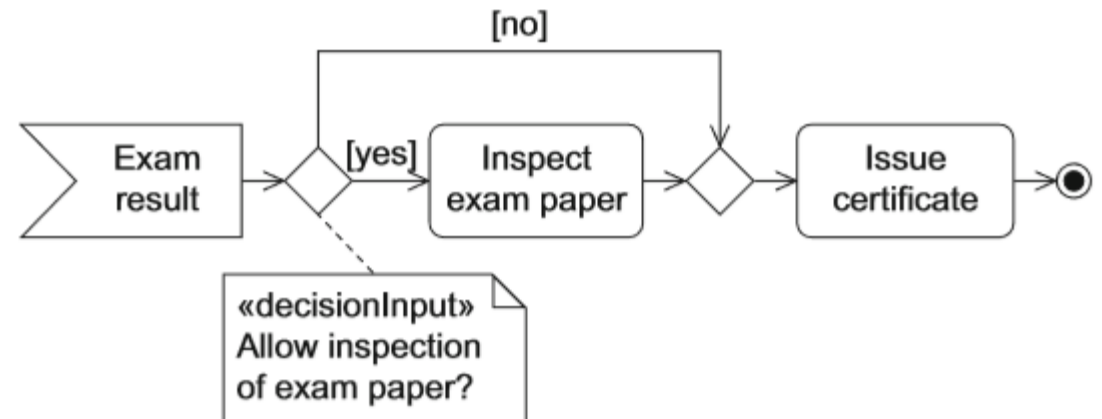 [no]
Exam
result
[yes]
Inspect
exam paper
Issue
certificate
«decisionInput»
Allow inspection
of exam paper?